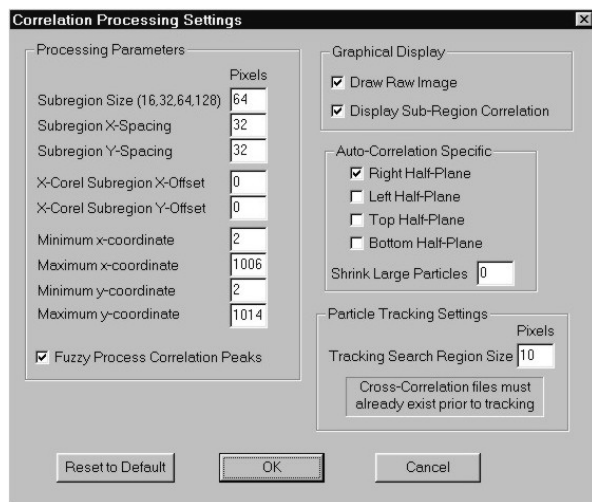 Correlation Processing Settings
Processing Parameters
Pixels
Subregion Size (16,32,64,128) 64
Subregion X-Spacing 32
Subregion Y-Spacing 32
X-Corel Subregion X-Offset 0
X-Corel Subregion Y-Offset 0
Minimum x-coordinate 2
Maximum x-coordinate 1006
Minimum y-coordinate 2
Maximum y-coordinate 1014
Fuzzy Process Correlation Peaks
Graphical Display
Draw Raw Image
Display Sub-Region Correlation
Auto-Correlation Specific
Right Half-Plane
Left Half-Plane
Top Half-Plane
Bottom Half-Plane
Shrink Large Particles 0
Particle Tracking Settings
Pixels
Tracking Search Region Size 10
Cross-Correlation files must
already exist prior to tracking
Reset to Default
OK
Cancel